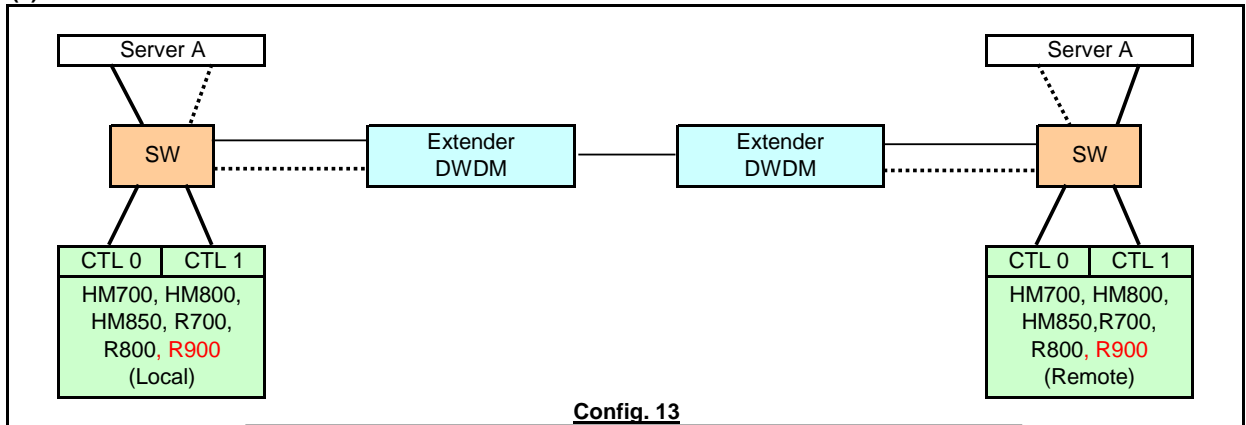 Server A
Server A
SW
Extender
DWDM
Extender
DWDM
SW
CTL 0
CTL 1
HM700, HM800,
HM850, R700,
R800, R900
(Local)
CTL 0
CTL 1
HM700, HM800,
HM850,R700,
R800, R900
(Remote)
Config. 13